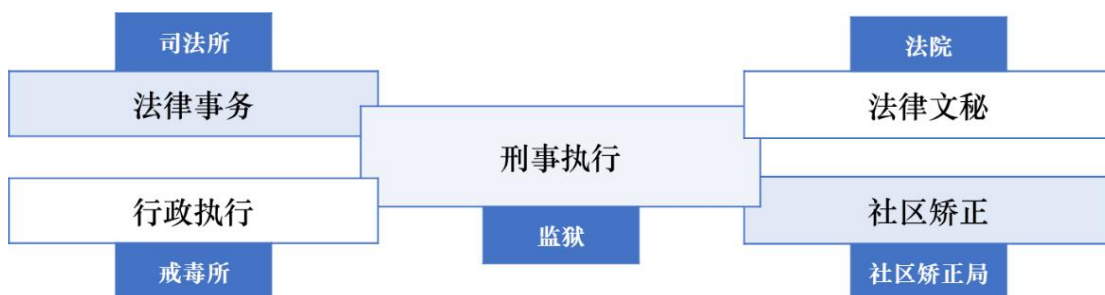 司法所
法院
法律事务
法律文秘
刑事执行
行政执行
社区矫正
监狱
戒毒所
社区矫正局